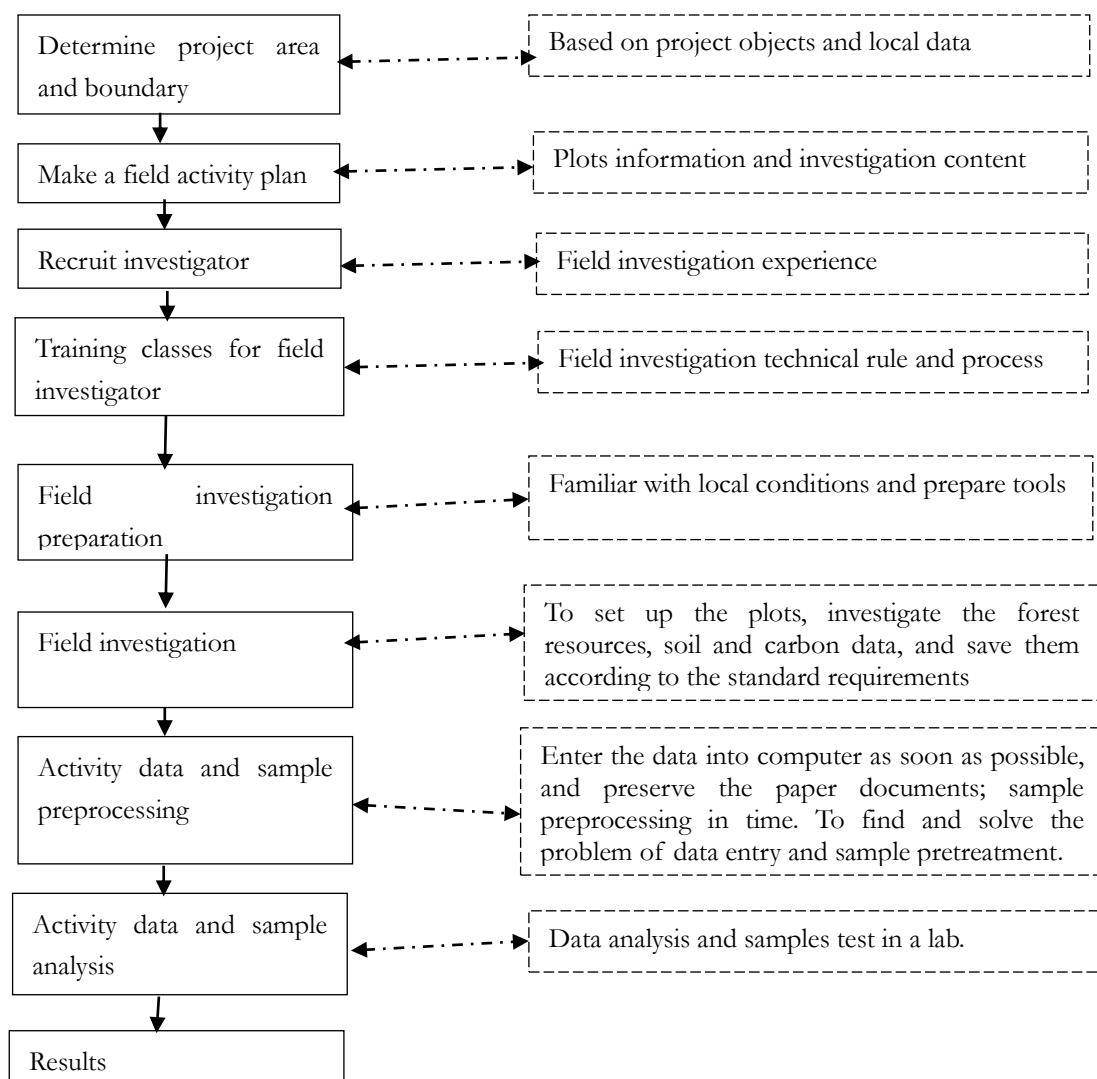 Determine project area
and boundary
Based on project objects and local data
Make a field activity plan
Plots information and investigation content
Recruit investigator
Field investigation experience
Training classes for field
investigator
Field investigation technical rule and process
Field investigation
preparation
Familiar with local conditions and prepare tools
Field investigation
To set up the plots, investigate the forest
resources, soil and carbon data, and save them
according to the standard requirements
Activity data and sample
preprocessing
Enter the data into computer as soon as possible,
and preserve the paper documents; sample
preprocessing in time. To find and solve the
problem of data entry and sample pretreatment.
Activity data and sample
analysis
Data analysis and samples test in a lab.
Results